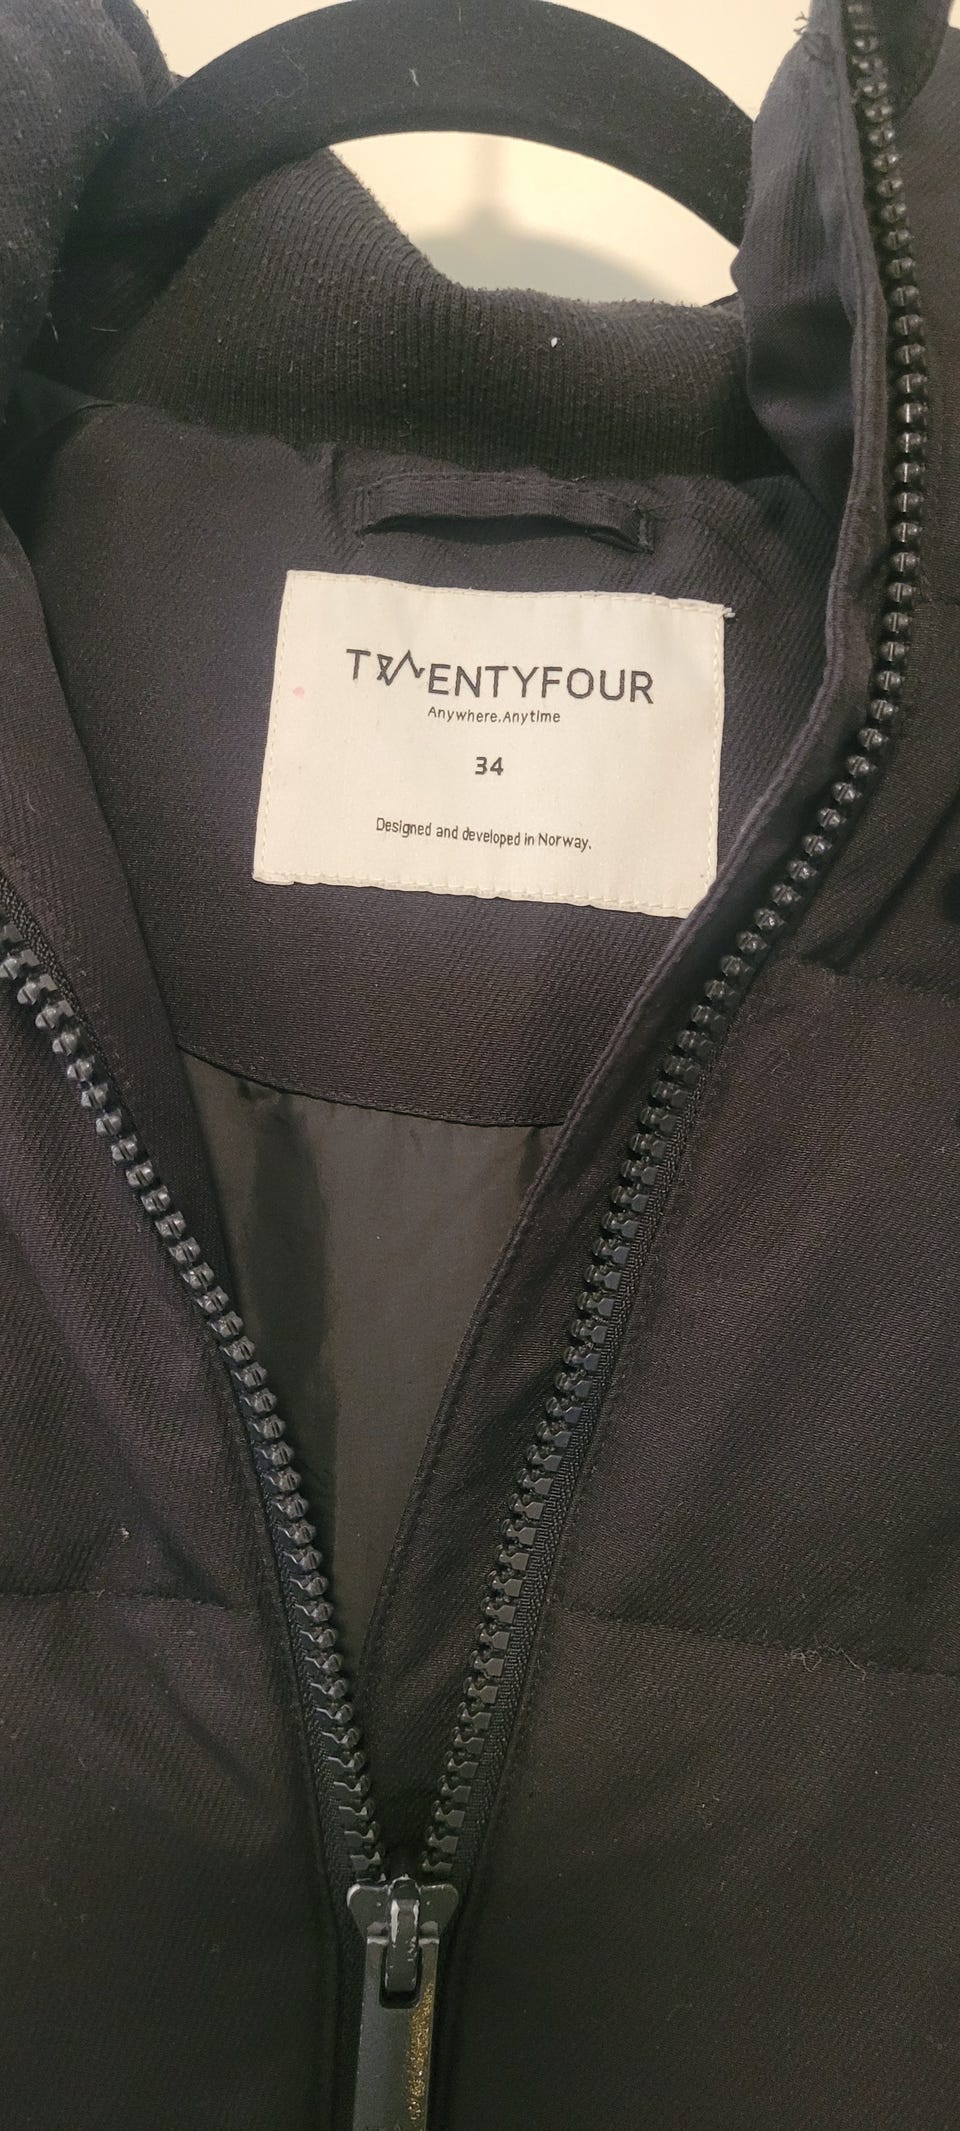 TWENTYFOUR
Anywhere.Anytime
34
Designed and developed in Norway.